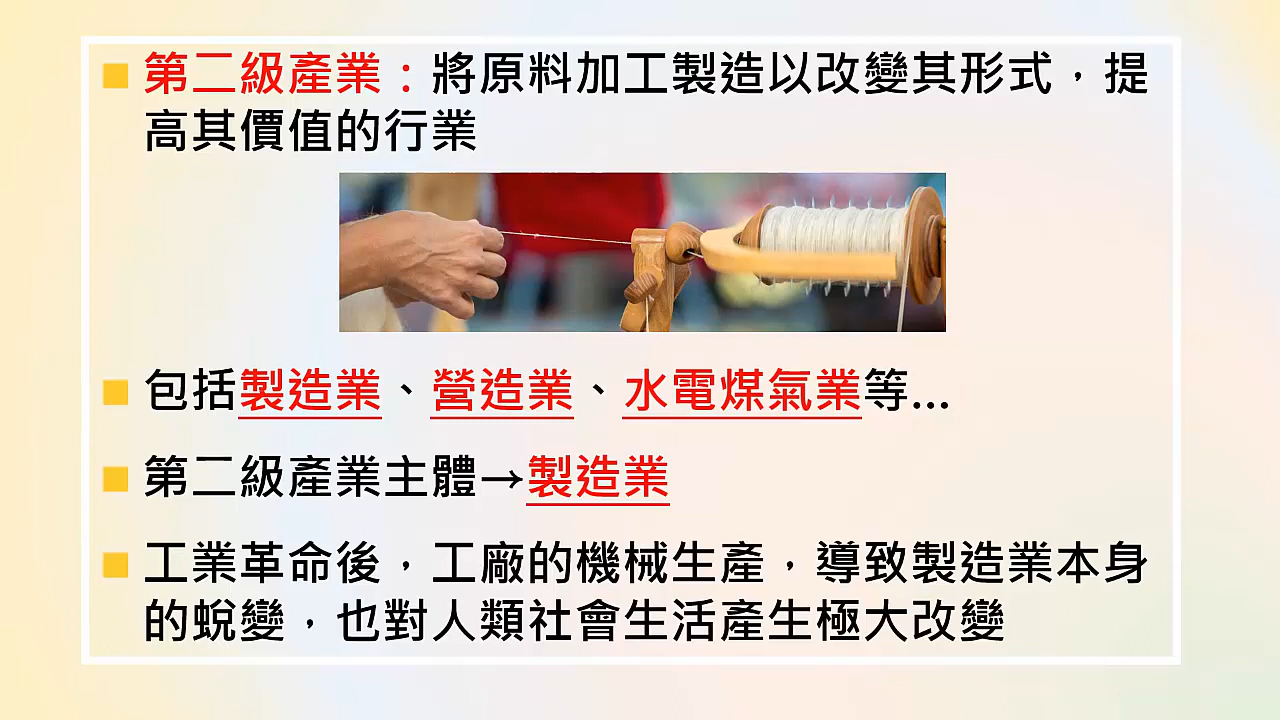 第二級產業：將原料加工製造以改變其形式，提
高其價值的行業
包括製造業、營造業、水電煤氣業等...
第二級產業主體→製造業
工業革命後，工廠的機械生產，導致製造業本身
的蛻變，也對人類社會生活產生極大改變